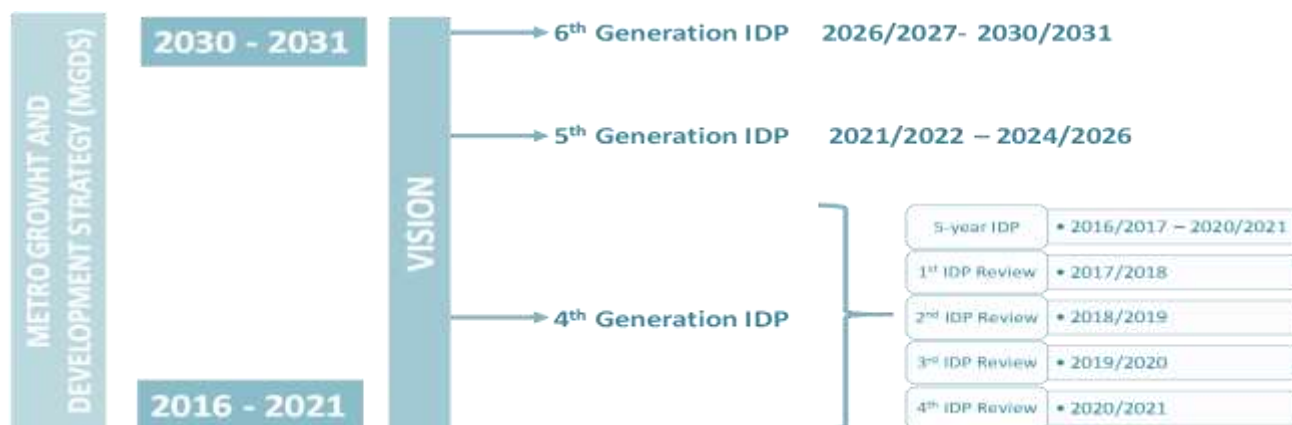 METRO GROWHT AND
DEVELOPMENT STRATEGY (MGDS)
2030 - 2031
2016 - 2021
VISION
6th Generation IDP 2026/2027- 2030/2031
5th Generation IDP 2021/2022 – 2024/2026
4th Generation IDP
5-year IDP • 2016/2017 – 2020/2021
1st IDP Review • 2017/2018
2nd IDP Review • 2018/2019
3rd IDP Review • 2019/2020
4th IDP Review • 2020/2021